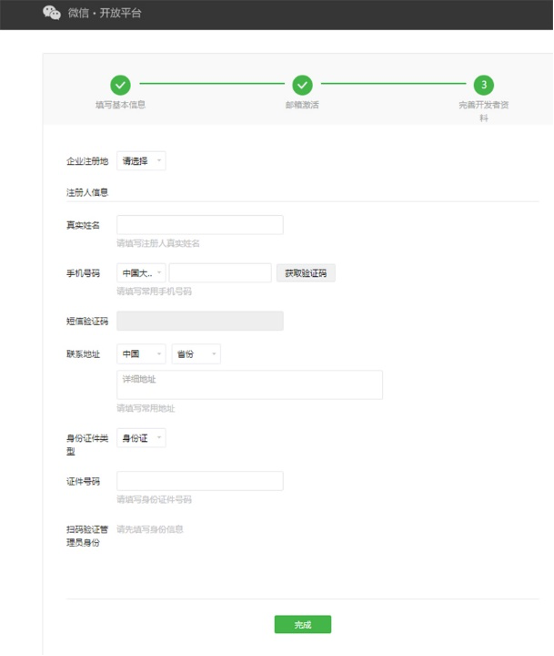 微信·开放平台
3
填写基本信息
邮箱激活
完善开发者资
料
企业注册地 请选择
注册人信息
真实姓名
请填写注册人真实姓名
手机号码 中国大... 获取验证码
请填写常用手机号码
短信验证码
联系地址 中国 省份
详细地址
请填写常用地址
身份证件类
型
身份证
证件号码
请填写身份证件号码
扫码验证管
理员身份
请先填写身份信息
完成